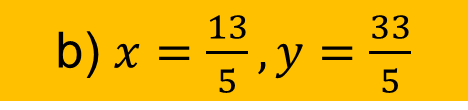 b) x = 13/5 , y = 33/5